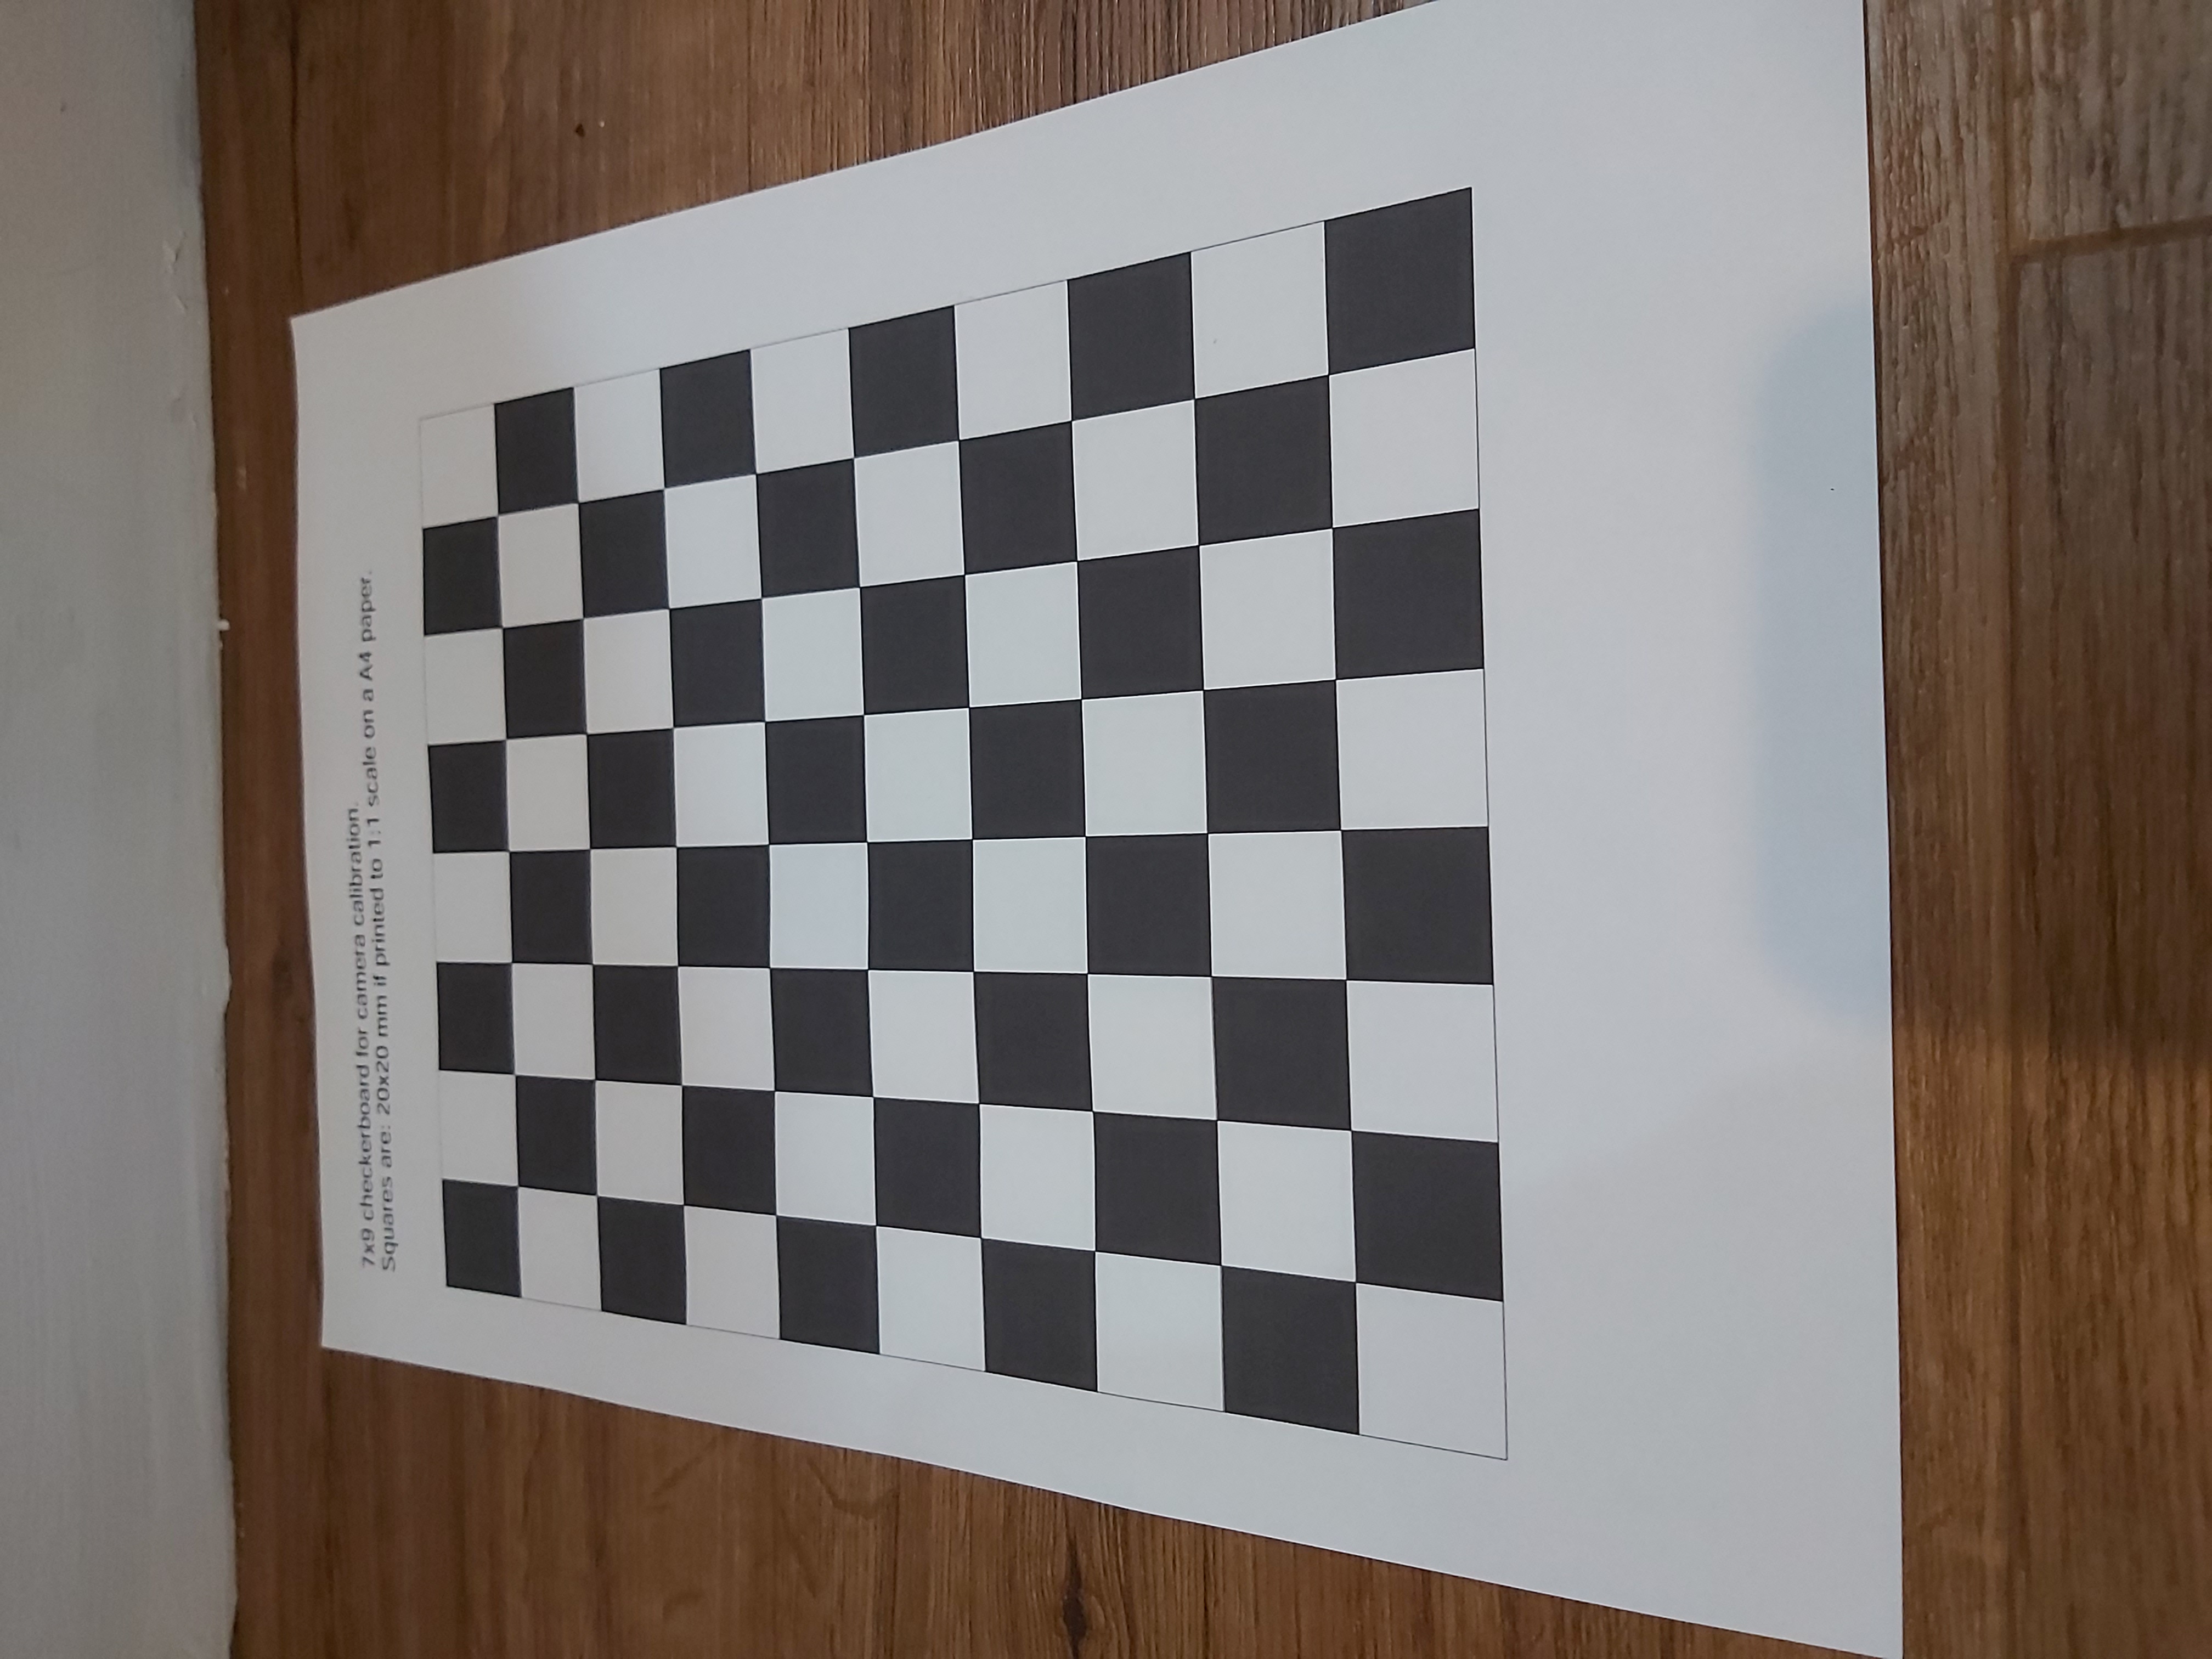 7x9 checkerboard for camera calibration.
Squares are: 20x20 mm if printed to 1:1 scale on a A4 paper.